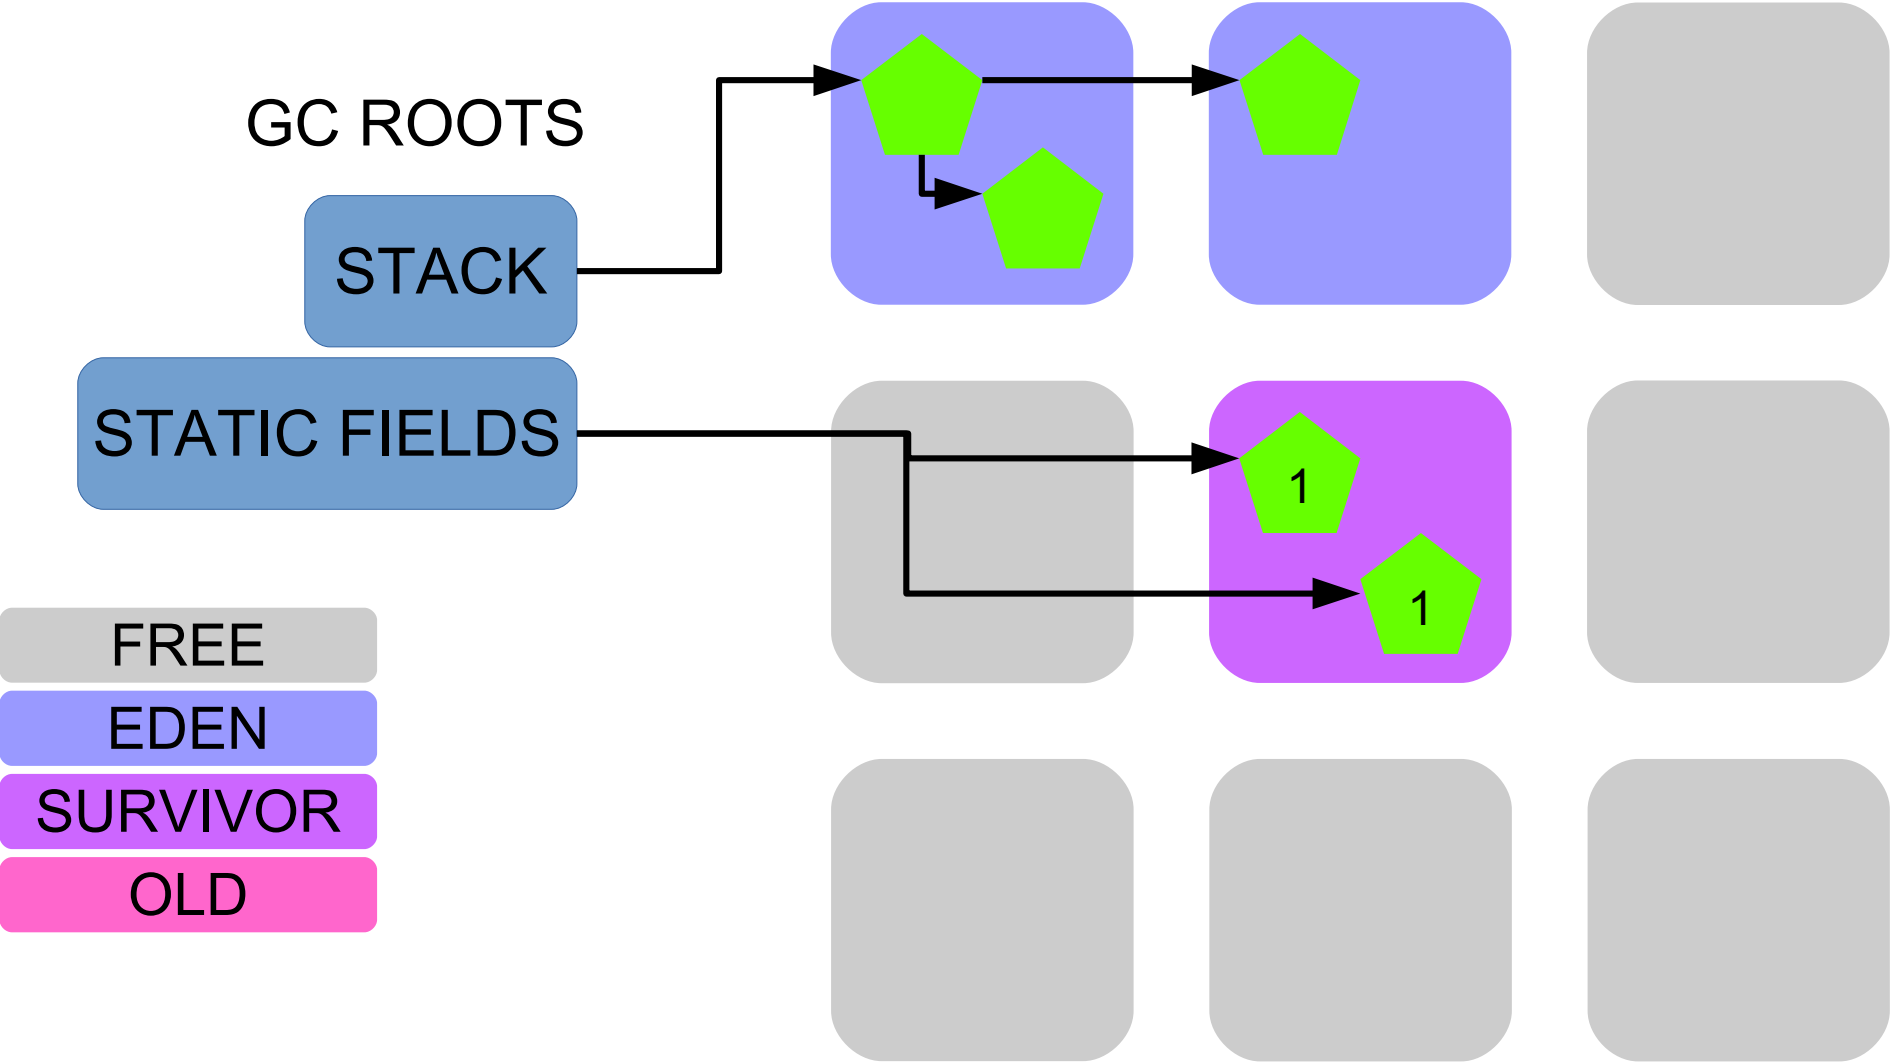 GC ROOTS
STACK
STATIC FIELDS
1
1
FREE
EDEN
SURVIVOR
OLD